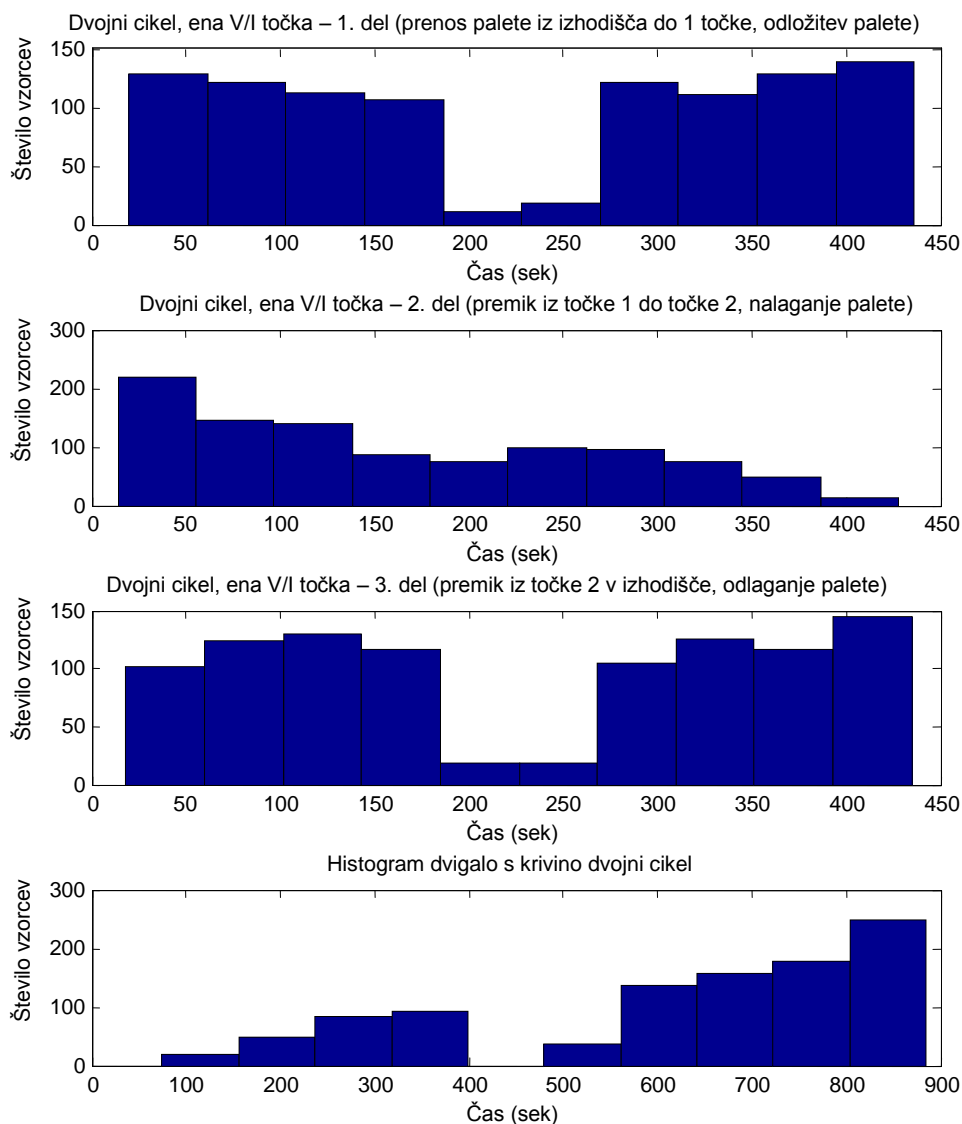 Dvojni cikel, ena V/I točka – 1. del (prenos palete iz izhodišča do 1 točke, odložitev palete)
150
100
50
0
Število vzorcev
0 50 100 150 200 250 300 350 400 450
Čas (sek)
Dvojni cikel, ena V/I točka – 2. del (premik iz točke 1 do točke 2, nalaganje palete)
300
200
100
0
Število vzorcev
0 50 100 150 200 250 300 350 400 450
Čas (sek)
Dvojni cikel, ena V/I točka – 3. del (premik iz točke 2 v izhodišče, odlaganje palete)
150
100
50
0
Število vzorcev
0 50 100 150 200 250 300 350 400 450
Čas (sek)
Histogram dvigalo s krivino dvojni cikel
300
200
100
0
Število vzorcev
0 100 200 300 400 500 600 700 800 900
Čas (sek)